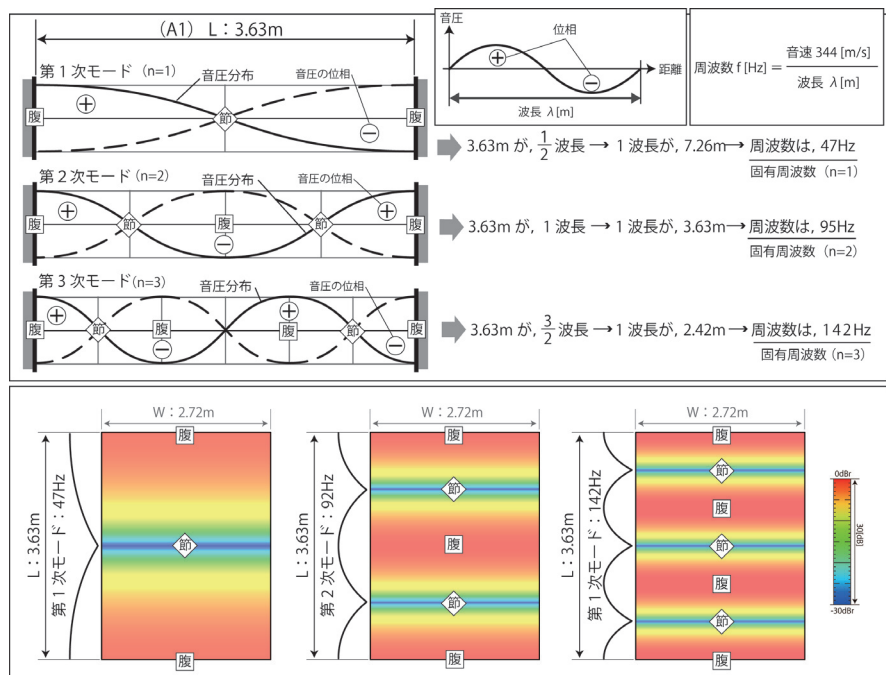 (A1) L：3.63m
第1次モード (n=1)
音圧分布
音圧の位相
＋
腹
節
腹
－
音圧
位相
＋
－
距離
波長 λ[m]
周波数 f [Hz] = 音速 344 [m/s] / 波長 λ[m]
3.63m が, 1/2 波長 → 1 波長が, 7.26m→ 周波数は, 47Hz
固有周波数（n=1）
第2次モード (n=2)
音圧分布
音圧の位相
＋
＋
腹
節
腹
節
腹
－
3.63m が, 1 波長 → 1 波長が, 3.63m→ 周波数は, 95Hz
固有周波数（n=2）
第3次モード(n=3)
音圧分布
音圧の位相
＋
＋
腹
節
腹
腹
節
腹
－
－
3.63m が, 3/2 波長 →1 波長が, 2.42m→ 周波数は, 142Hz
固有周波数（n=3）
W：2.72m
L：3.63m
第1次モード：47Hz
腹
節
腹
W：2.72m
L：3.63m
第2次モード：92Hz
腹
節
腹
節
腹
W：2.72m
L：3.63m
第1次モード：142Hz
腹
節
腹
節
腹
節
腹
0dBr
30[dB]
-30dBr